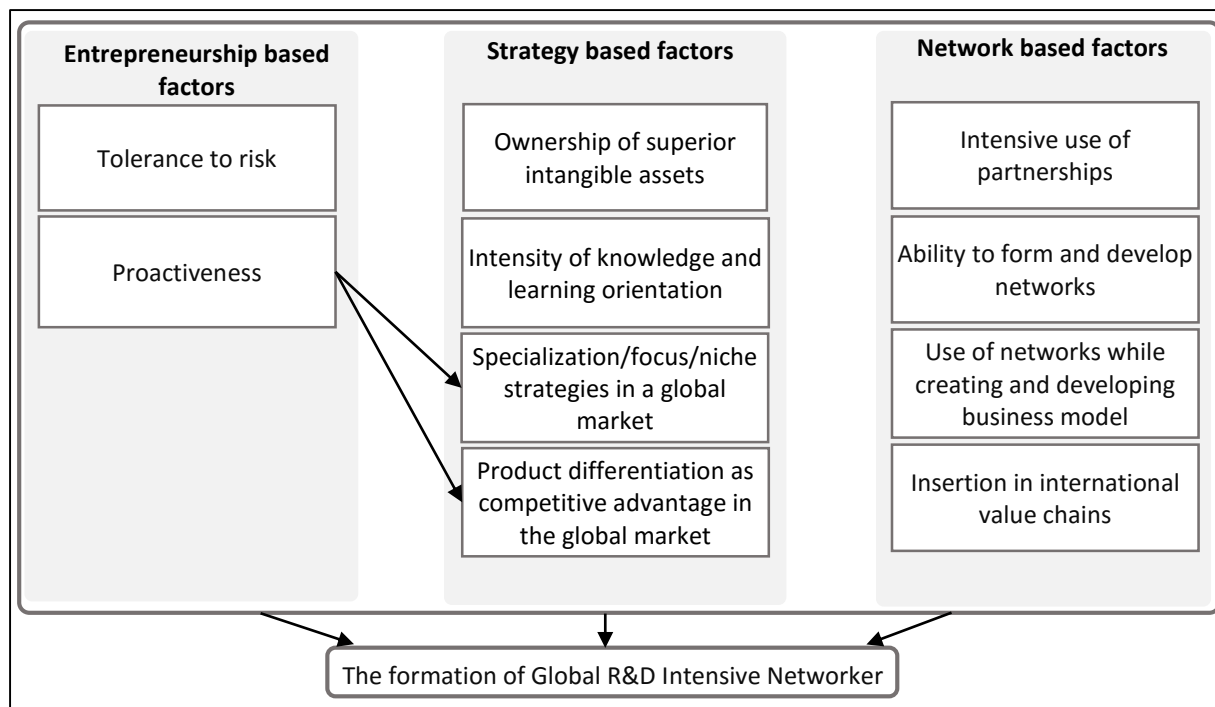 Entrepreneurship based
factors
Tolerance to risk
Proactiveness
Strategy based factors
Ownership of superior
intangible assets
Intensity of knowledge and
learning orientation
Specialization/focus/niche
strategies in a global
market
Product differentiation as
competitive advantage in
the global market
Network based factors
Intensive use of
partnerships
Ability to form and develop
networks
Use of networks while
creating and developing
business model
Insertion in international
value chains
The formation of Global R&D Intensive Networker